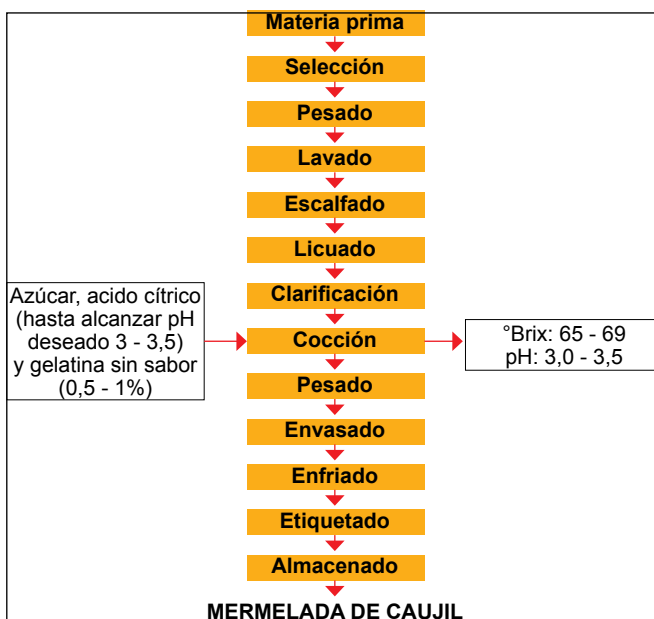 Materia prima
Selección
Pesado
Lavado
Escalfado
Licuado
Clarificación
Azúcar, acido cítrico
(hasta alcanzar pH
deseado 3 - 3,5)
y gelatina sin sabor
(0,5 - 1%)
Cocción
°Brix: 65 - 69
pH: 3,0 - 3,5
Pesado
Envasado
Enfriado
Etiquetado
Almacenado
MERMELADA DE CAUJIL